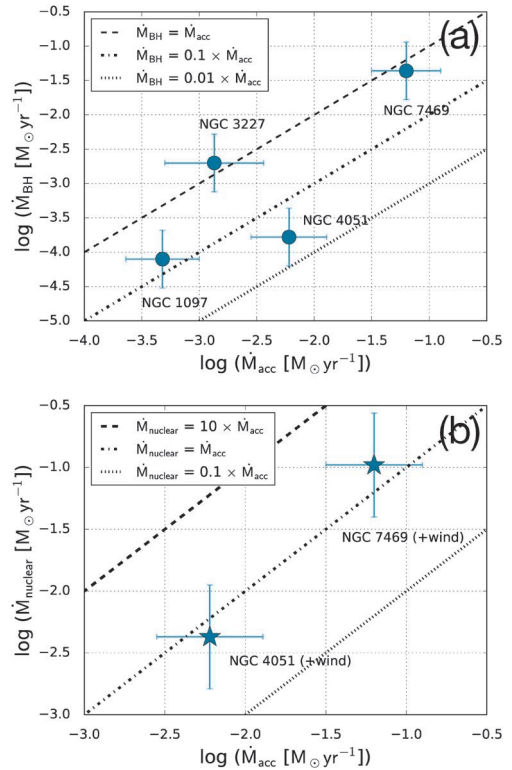 (a)
Ṁ_BH = Ṁ_acc
Ṁ_BH = 0.1 × Ṁ_acc
Ṁ_BH = 0.01 × Ṁ_acc
NGC 3227
NGC 7469
NGC 4051
NGC 1097
log (Ṁ_BH [M_⊙ yr⁻¹])
−0.5
−1.0
−1.5
−2.0
−2.5
−3.0
−3.5
−4.0
−4.5
−5.0
−4.0 −3.5 −3.0 −2.5 −2.0 −1.5 −1.0 −0.5
log (Ṁ_acc [M_⊙ yr⁻¹])
(b)
Ṁ_nuclear = 10 × Ṁ_acc
Ṁ_nuclear = Ṁ_acc
Ṁ_nuclear = 0.1 × Ṁ_acc
NGC 7469 (+wind)
NGC 4051 (+wind)
log (Ṁ_nuclear [M_⊙ yr⁻¹])
−0.5
−1.0
−1.5
−2.0
−2.5
−3.0
−3.0 −2.5 −2.0 −1.5 −1.0 −0.5
log (Ṁ_acc [M_⊙ yr⁻¹])